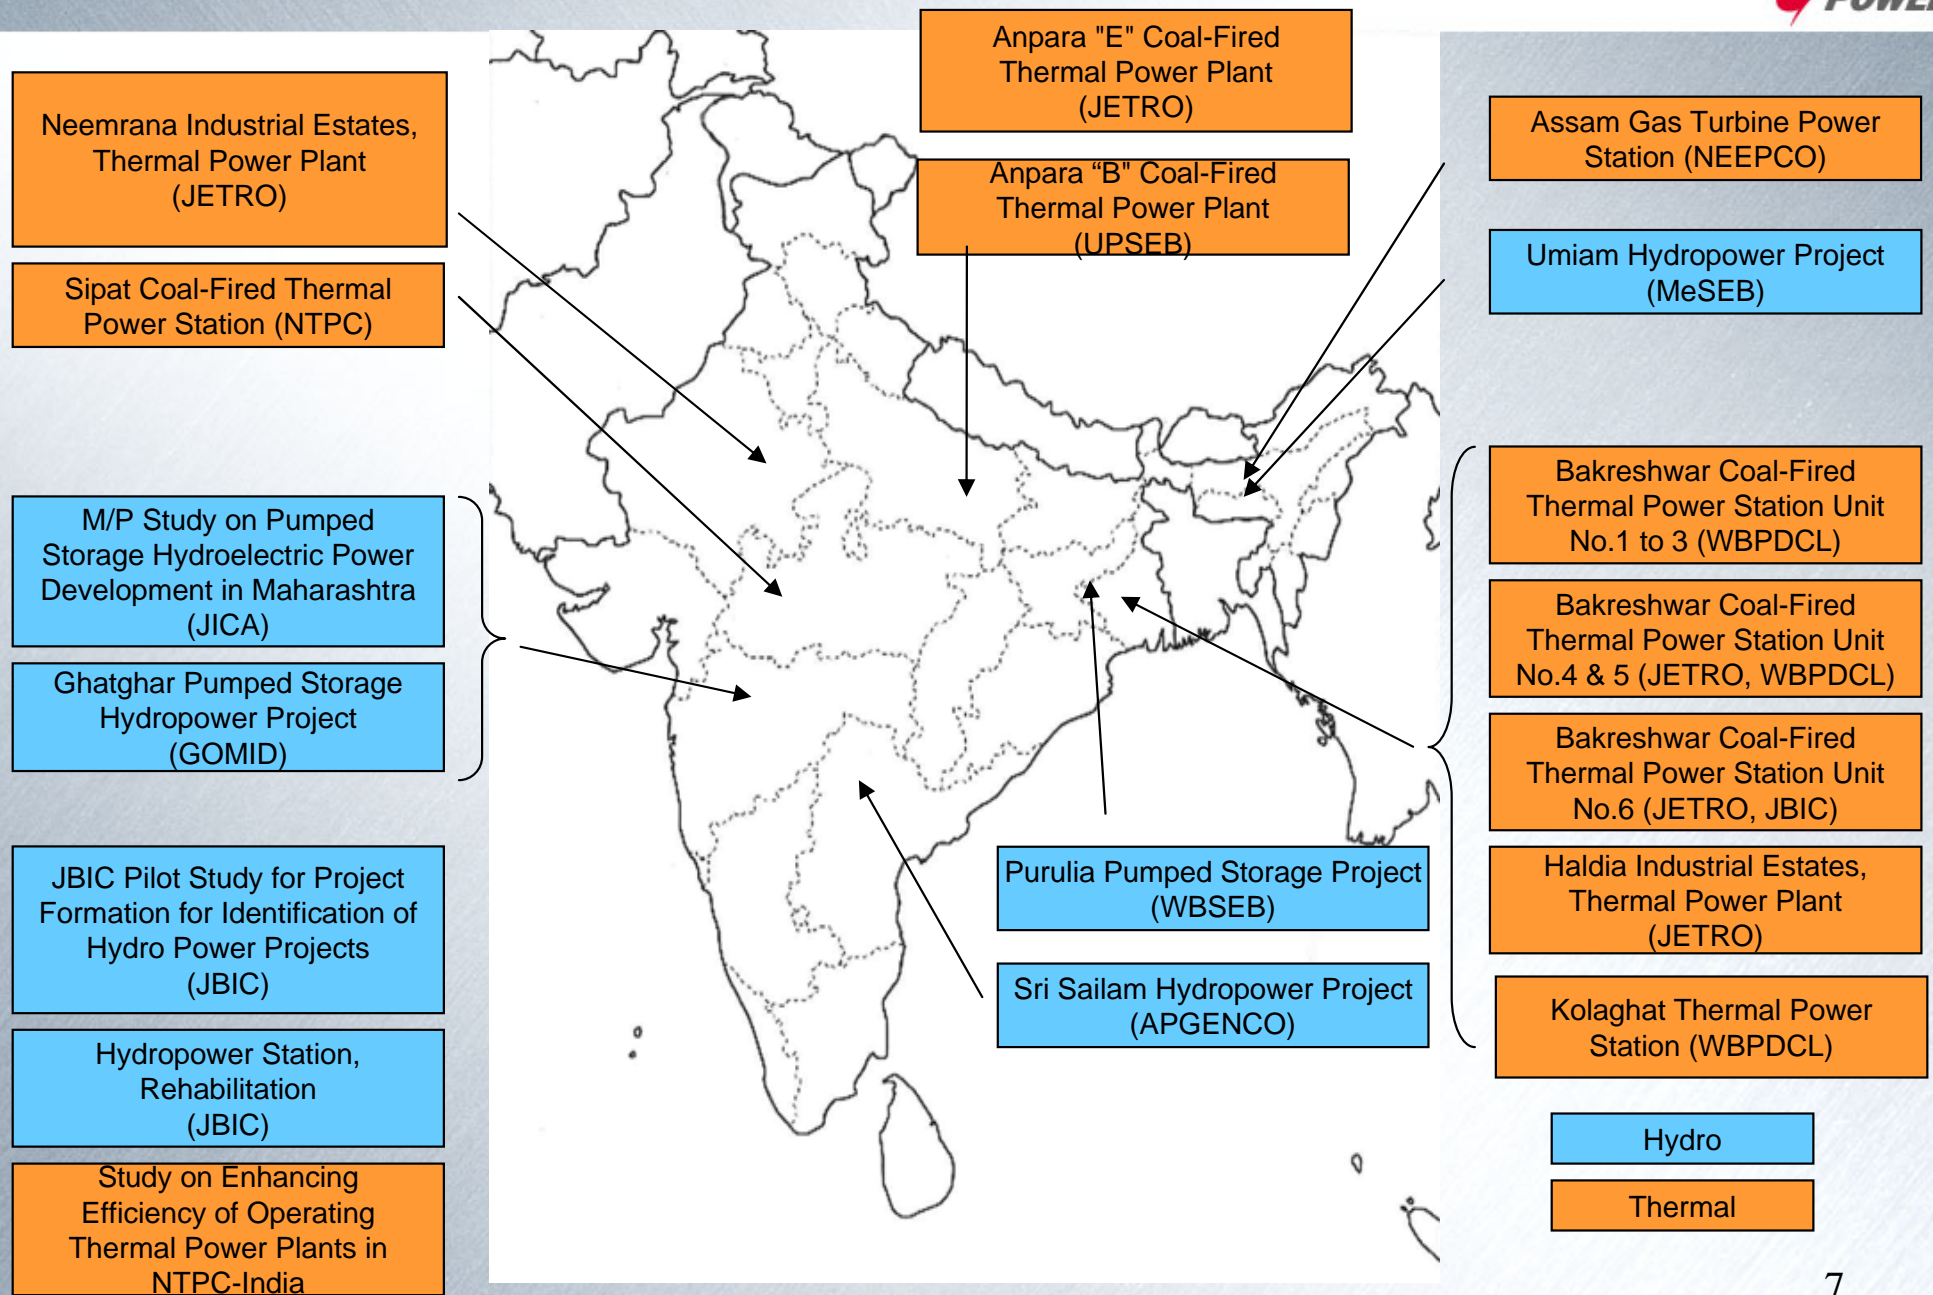 POWER
Anpara "E" Coal-Fired
Thermal Power Plant
(JETRO)
Anpara “B” Coal-Fired
Thermal Power Plant
(UPSEB)
Neemrana Industrial Estates,
Thermal Power Plant
(JETRO)
Sipat Coal-Fired Thermal
Power Station (NTPC)
M/P Study on Pumped
Storage Hydroelectric Power
Development in Maharashtra
(JICA)
Ghatghar Pumped Storage
Hydropower Project
(GOMID)
JBIC Pilot Study for Project
Formation for Identification of
Hydro Power Projects
(JBIC)
Hydropower Station,
Rehabilitation
(JBIC)
Study on Enhancing
Efficiency of Operating
Thermal Power Plants in
NTPC-India
Purulia Pumped Storage Project
(WBSEB)
Sri Sailam Hydropower Project
(APGENCO)
Assam Gas Turbine Power
Station (NEEPCO)
Umiam Hydropower Project
(MeSEB)
Bakreshwar Coal-Fired
Thermal Power Station Unit
No.1 to 3 (WBPDCL)
Bakreshwar Coal-Fired
Thermal Power Station Unit
No.4 & 5 (JETRO, WBPDCL)
Bakreshwar Coal-Fired
Thermal Power Station Unit
No.6 (JETRO, JBIC)
Haldia Industrial Estates,
Thermal Power Plant
(JETRO)
Kolaghat Thermal Power
Station (WBPDCL)
Hydro
Thermal
7